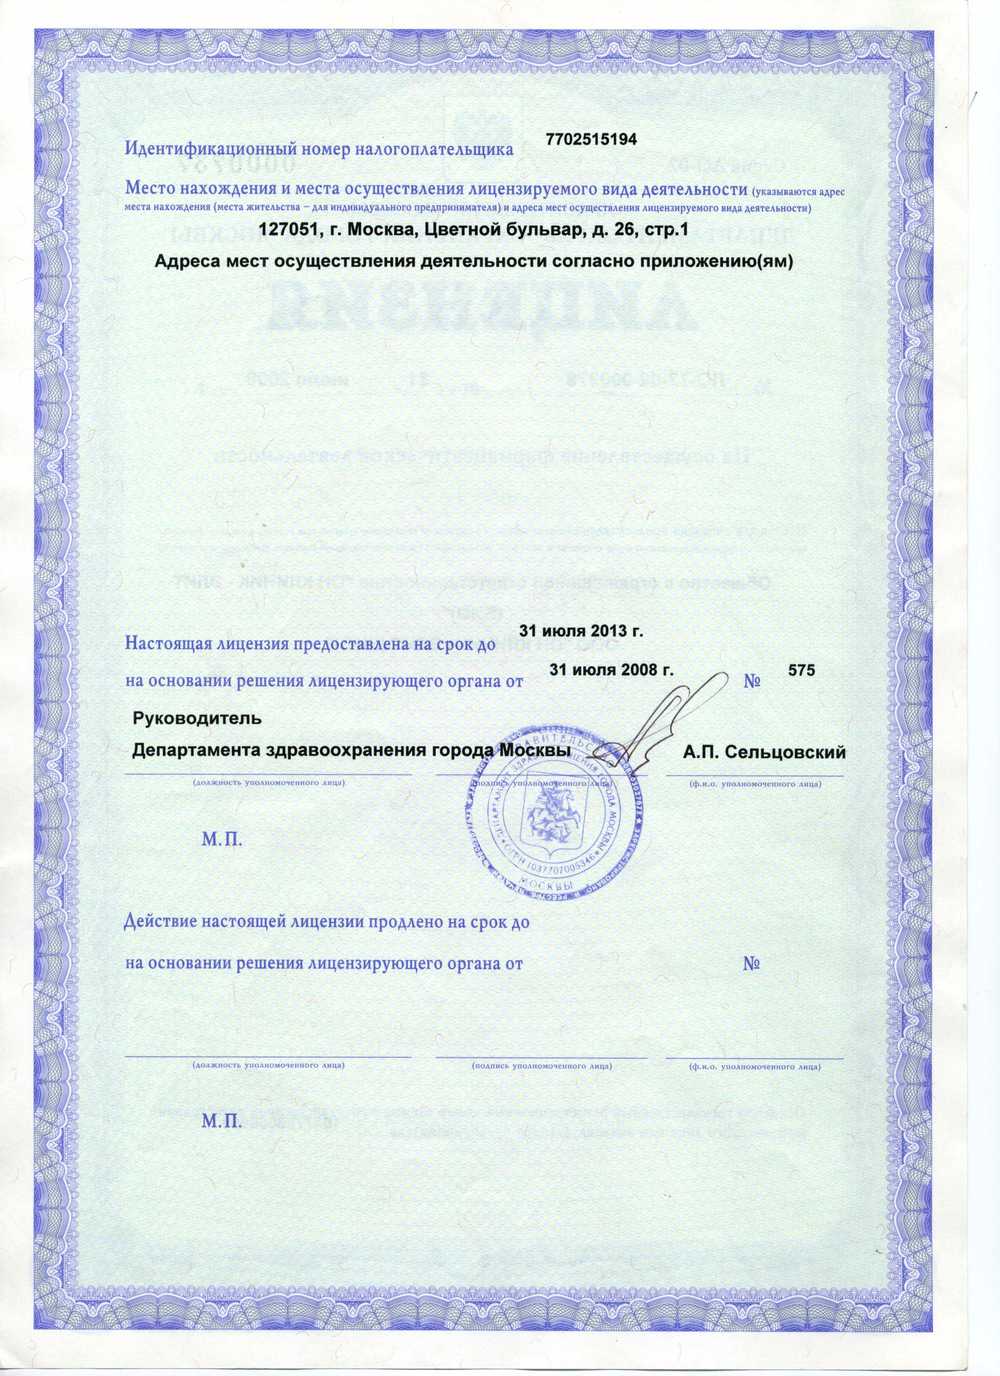 Идентификационный номер налогоплательщика 7702515194
Место нахождения и места осуществления лицензируемого вида деятельности (указываются адрес
места нахождения (места жительства – для индивидуального предпринимателя) и адреса мест осуществления лицензируемого вида деятельности)
127051, г. Москва, Цветной бульвар, д. 26, стр.1
Адреса мест осуществления деятельности согласно приложению(ям)
ЛИЦЕНЗИЯ
Настоящая лицензия предоставлена на срок до 31 июля 2013 г.
на основании решения лицензирующего органа от 31 июля 2008 г. № 575
Руководитель
Департамента здравоохранения города Москвы А.П. Сельцовский
(должность уполномоченного лица) (подпись уполномоченного лица) (ф.и.о. уполномоченного лица)
ОГРН 1037707005346
МОСКВЫ
М.П.
Действие настоящей лицензии продлено на срок до
на основании решения лицензирующего органа от №
(должность уполномоченного лица) (подпись уполномоченного лица) (ф.и.о. уполномоченного лица)
М.П.